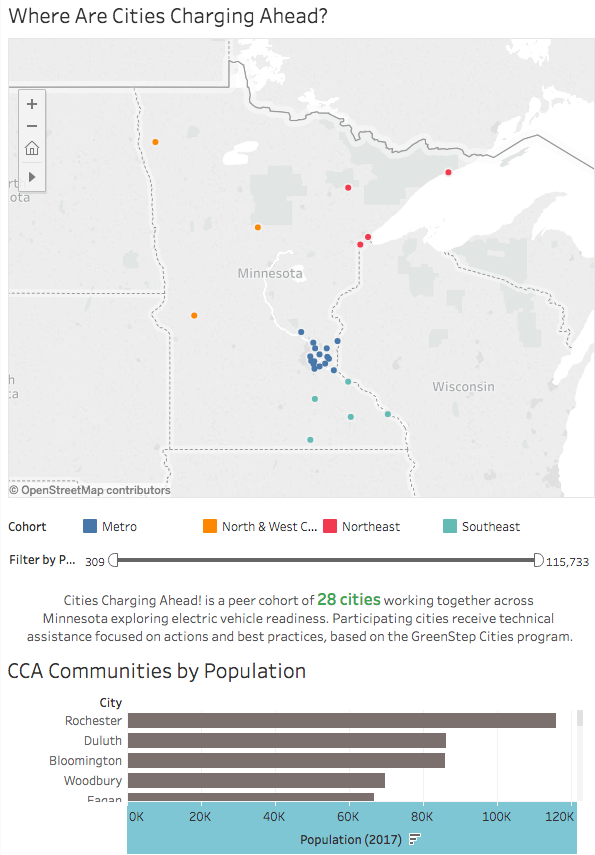 Where Are Cities Charging Ahead?
+
−
Minnesota
Wisconsin
ota
© OpenStreetMap contributors
Cohort
Metro
North & West C...
Northeast
Southeast
Filter by P...
309
115,733
Cities Charging Ahead! is a peer cohort of 28 cities working together across
Minnesota exploring electric vehicle readiness. Participating cities receive technical
assistance focused on actions and best practices, based on the GreenStep Cities program.
CCA Communities by Population
City
Rochester
Duluth
Bloomington
Woodbury
Eagan
0K 20K 40K 60K 80K 100K 120K
Population (2017)